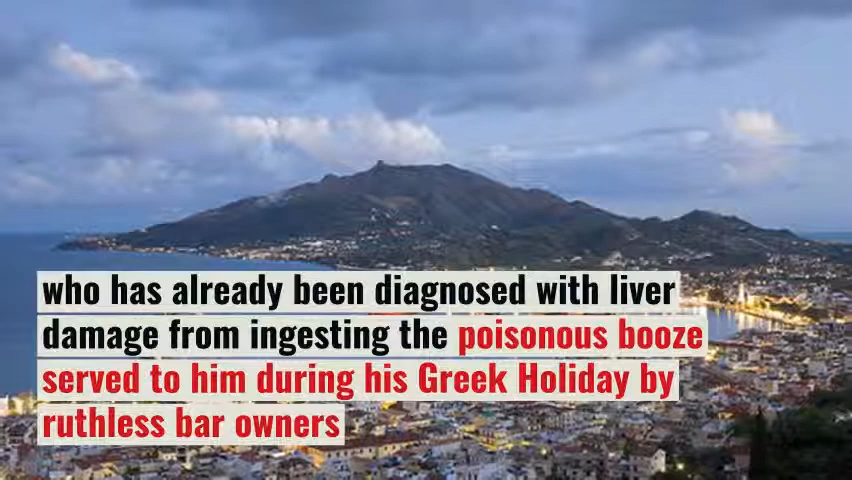 who has already been diagnosed with liver
damage from ingesting the poisonous booze
served to him during his Greek Holiday by
ruthless bar owners